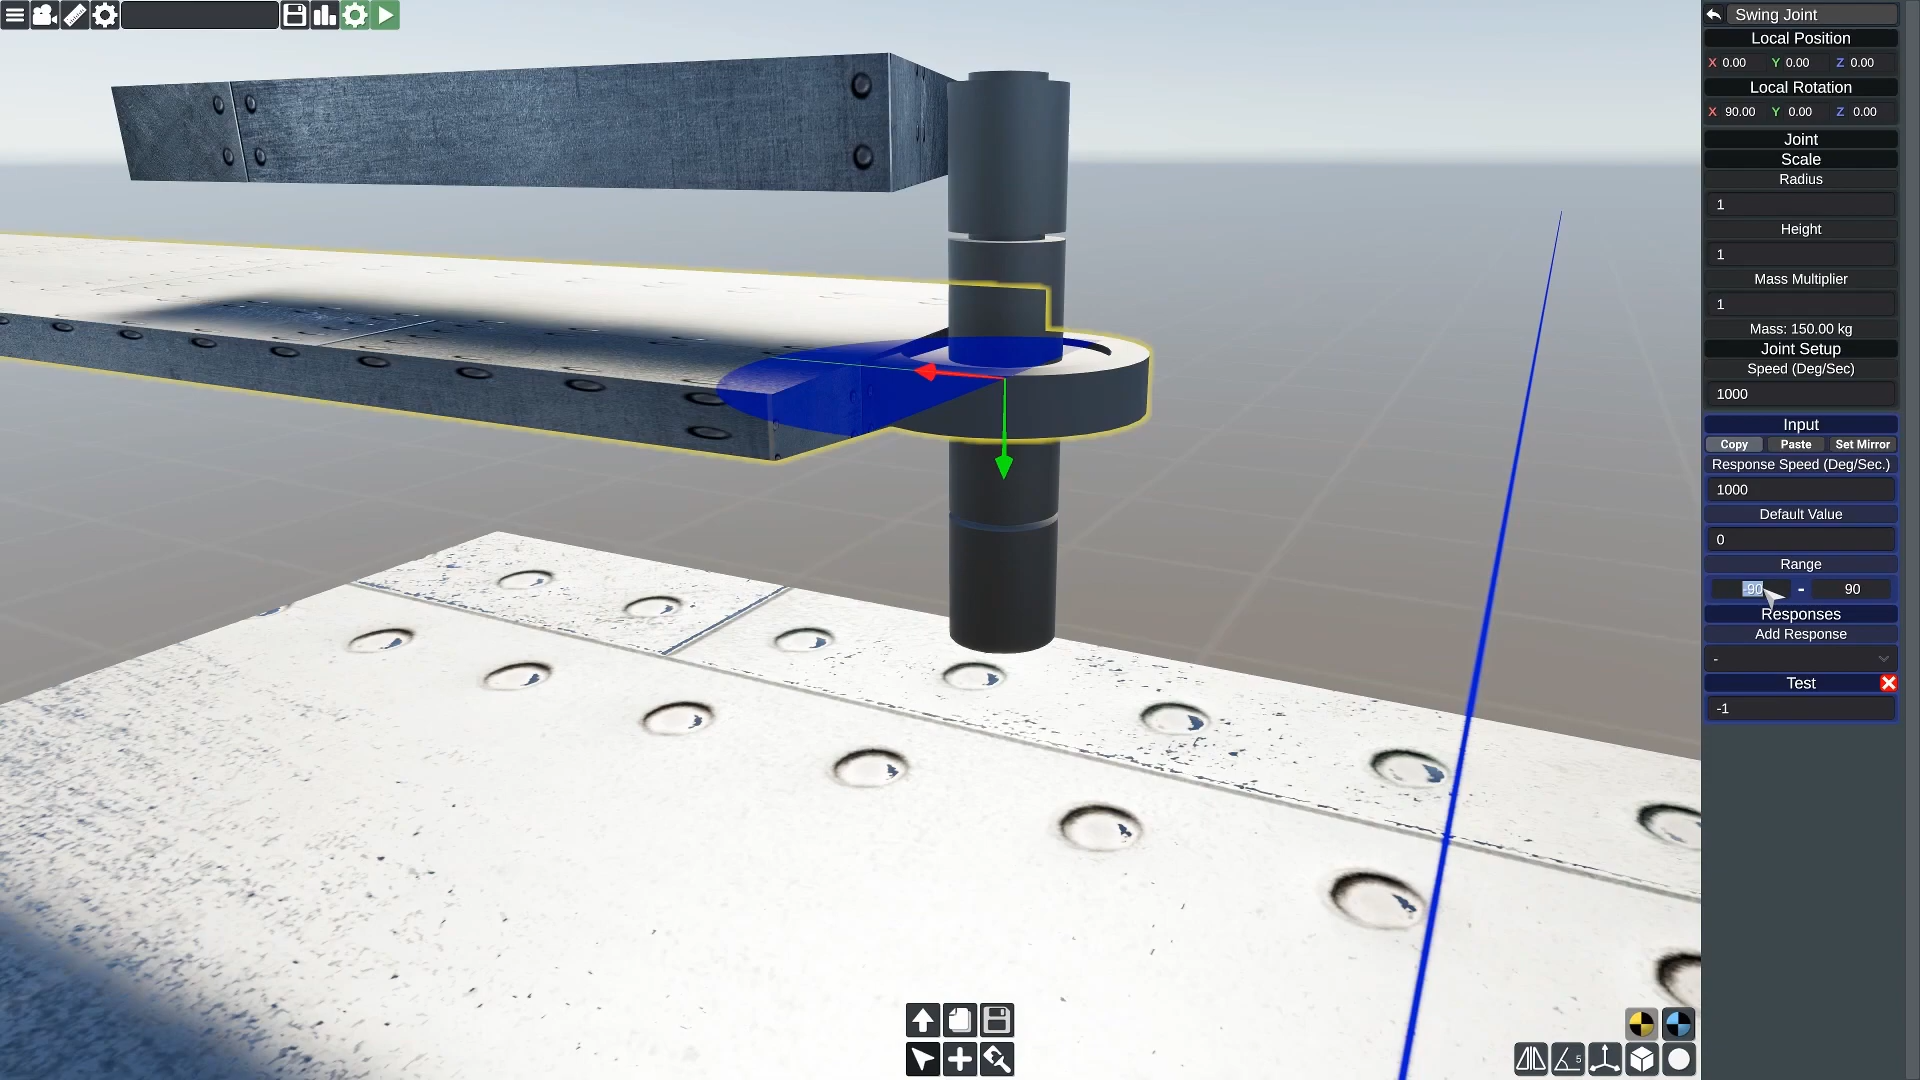 Swing Joint
Local Position
X 0.00 Y 0.00 Z 0.00
Local Rotation
X 90.00 Y 0.00 Z 0.00
Joint
Scale
Radius
1
Height
1
Mass Multiplier
1
Mass: 150.00 kg
Joint Setup
Speed (Deg/Sec)
1000
Input
Copy Paste Set Mirror
Response Speed (Deg/Sec.)
1000
Default Value
0
Range
-90 - 90
Responses
Add Response
-
Test
-1
5